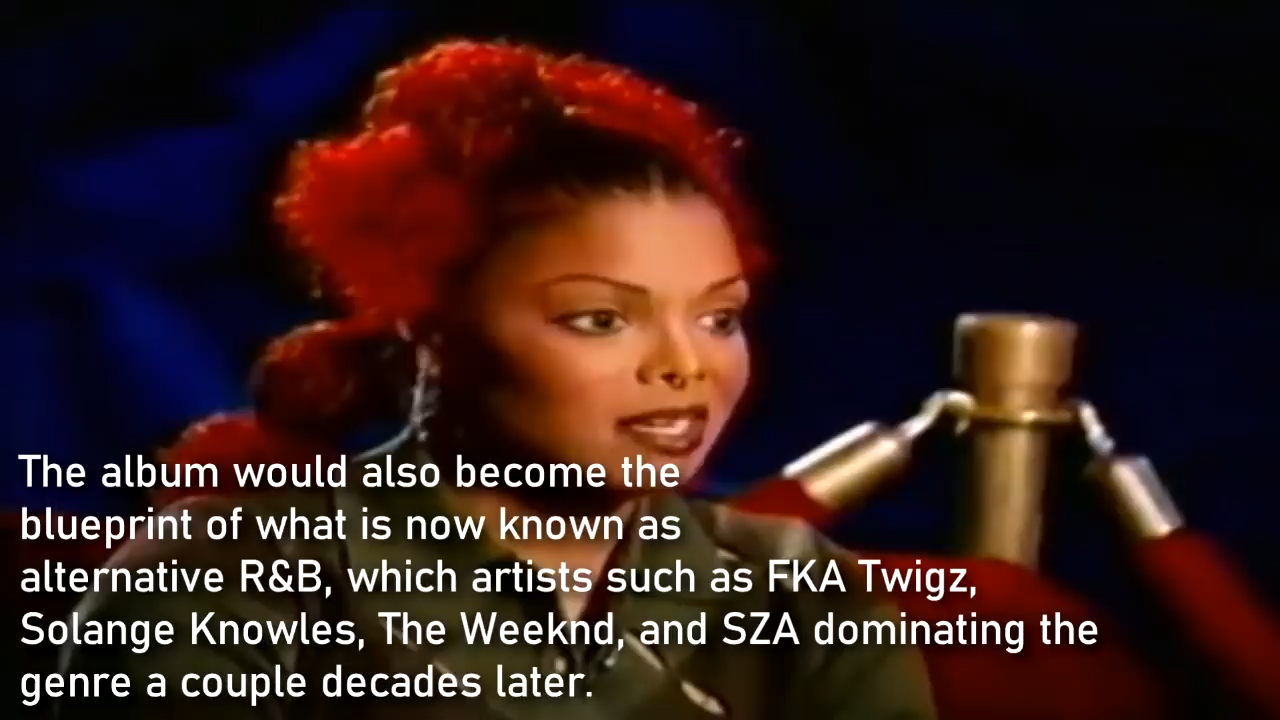 The album would also become the
blueprint of what is now known as
alternative R&B, which artists such as FKA Twigz,
Solange Knowles, The Weeknd, and SZA dominating the
genre a couple decades later.